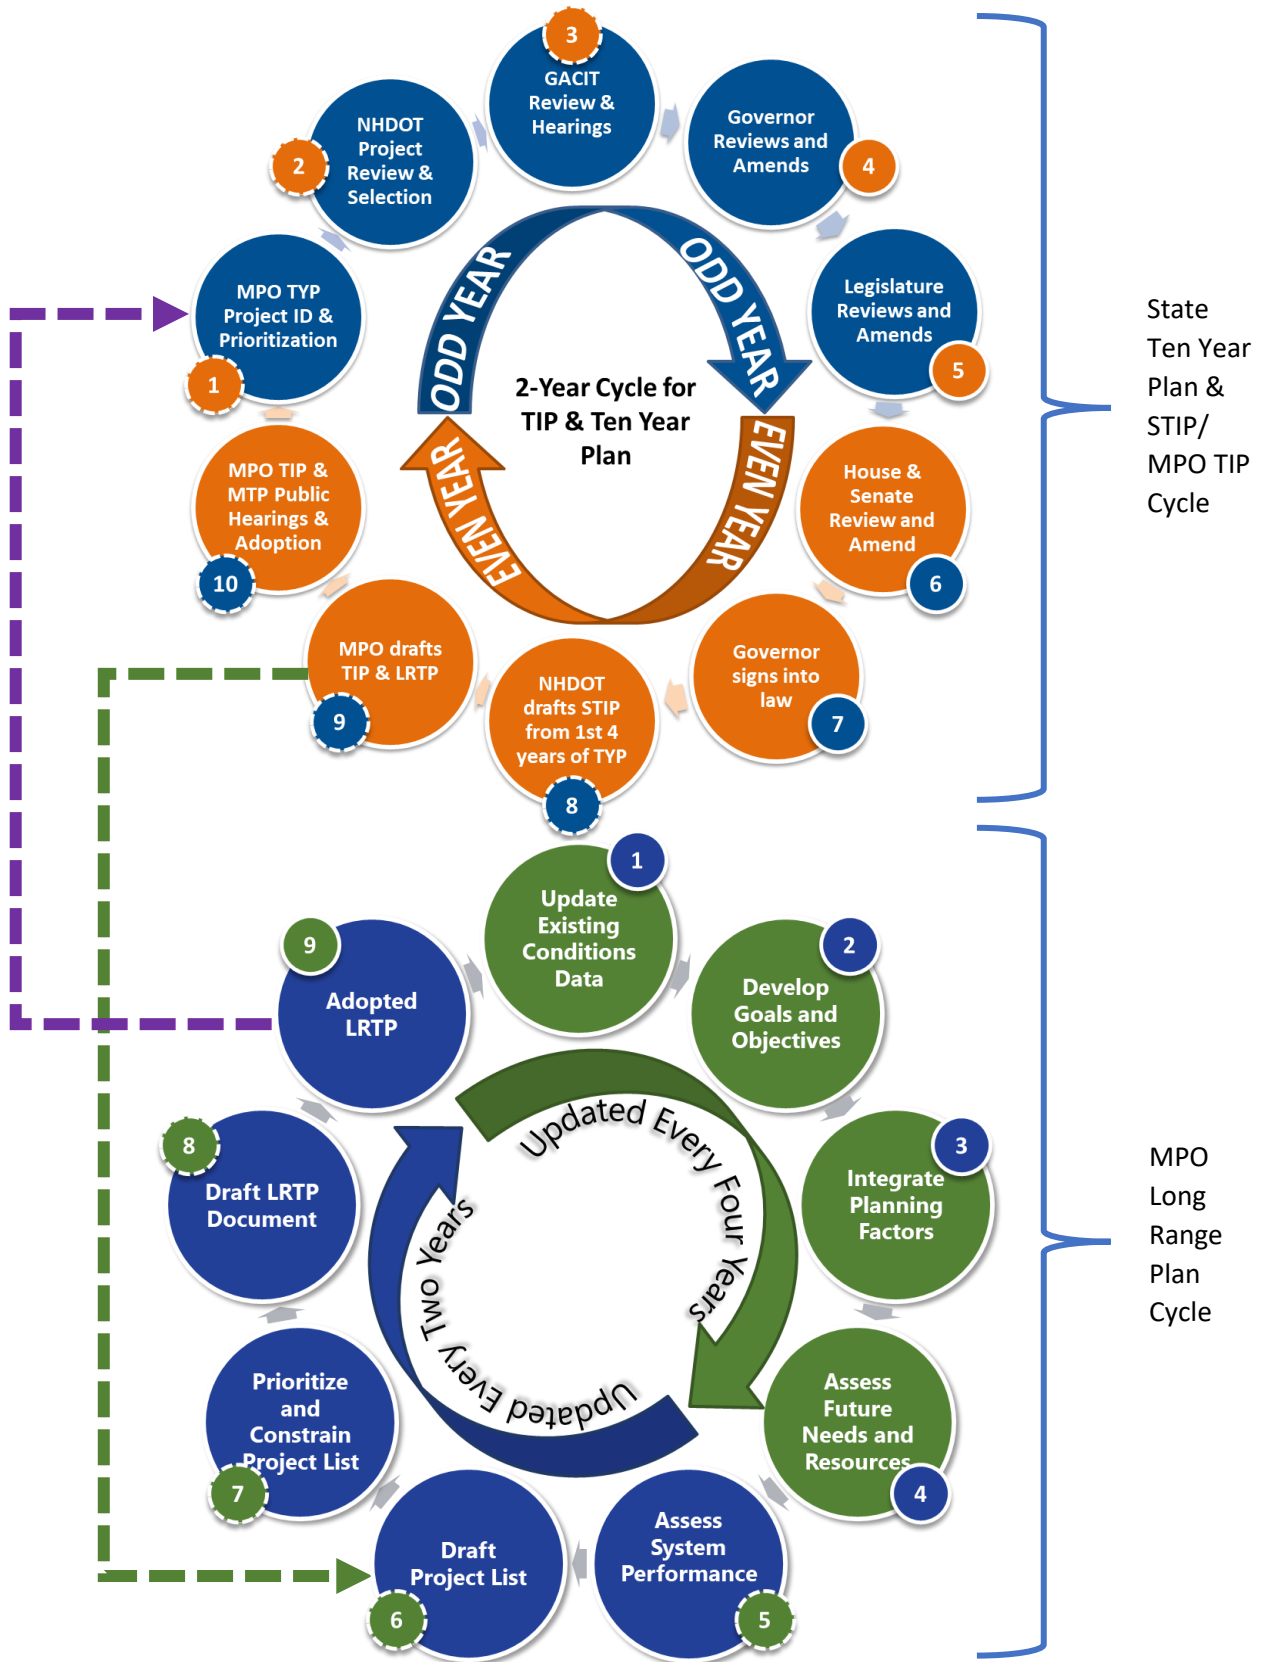 3
GACIT
Review &
Hearings
2
NHDOT
Project
Review &
Selection
Governor
Reviews and
Amends
4
MPO TYP
Project ID &
Prioritization
1
Legislature
Reviews and
Amends
5
ODD YEAR
ODD YEAR
2-Year Cycle for
TIP & Ten Year
Plan
EVEN YEAR
EVEN YEAR
State
Ten Year
Plan &
STIP/
MPO TIP
Cycle
MPO TIP &
MTP Public
Hearings &
Adoption
10
House &
Senate
Review and
Amend
6
MPO drafts
TIP & LRTP
9
NHDOT
drafts STIP
from 1st 4
years of TYP
8
Governor
signs into
law
7
1
Update
Existing
Conditions
Data
9
Adopted
LRTP
2
Develop
Goals and
Objectives
8
Draft LRTP
Document
3
Integrate
Planning
Factors
Updated Every Four Years
Updated Every Two Years
MPO
Long
Range
Plan
Cycle
Prioritize
and
Constrain
Project List
7
Assess
Future
Needs and
Resources
4
Draft
Project List
6
Assess
System
Performance
5